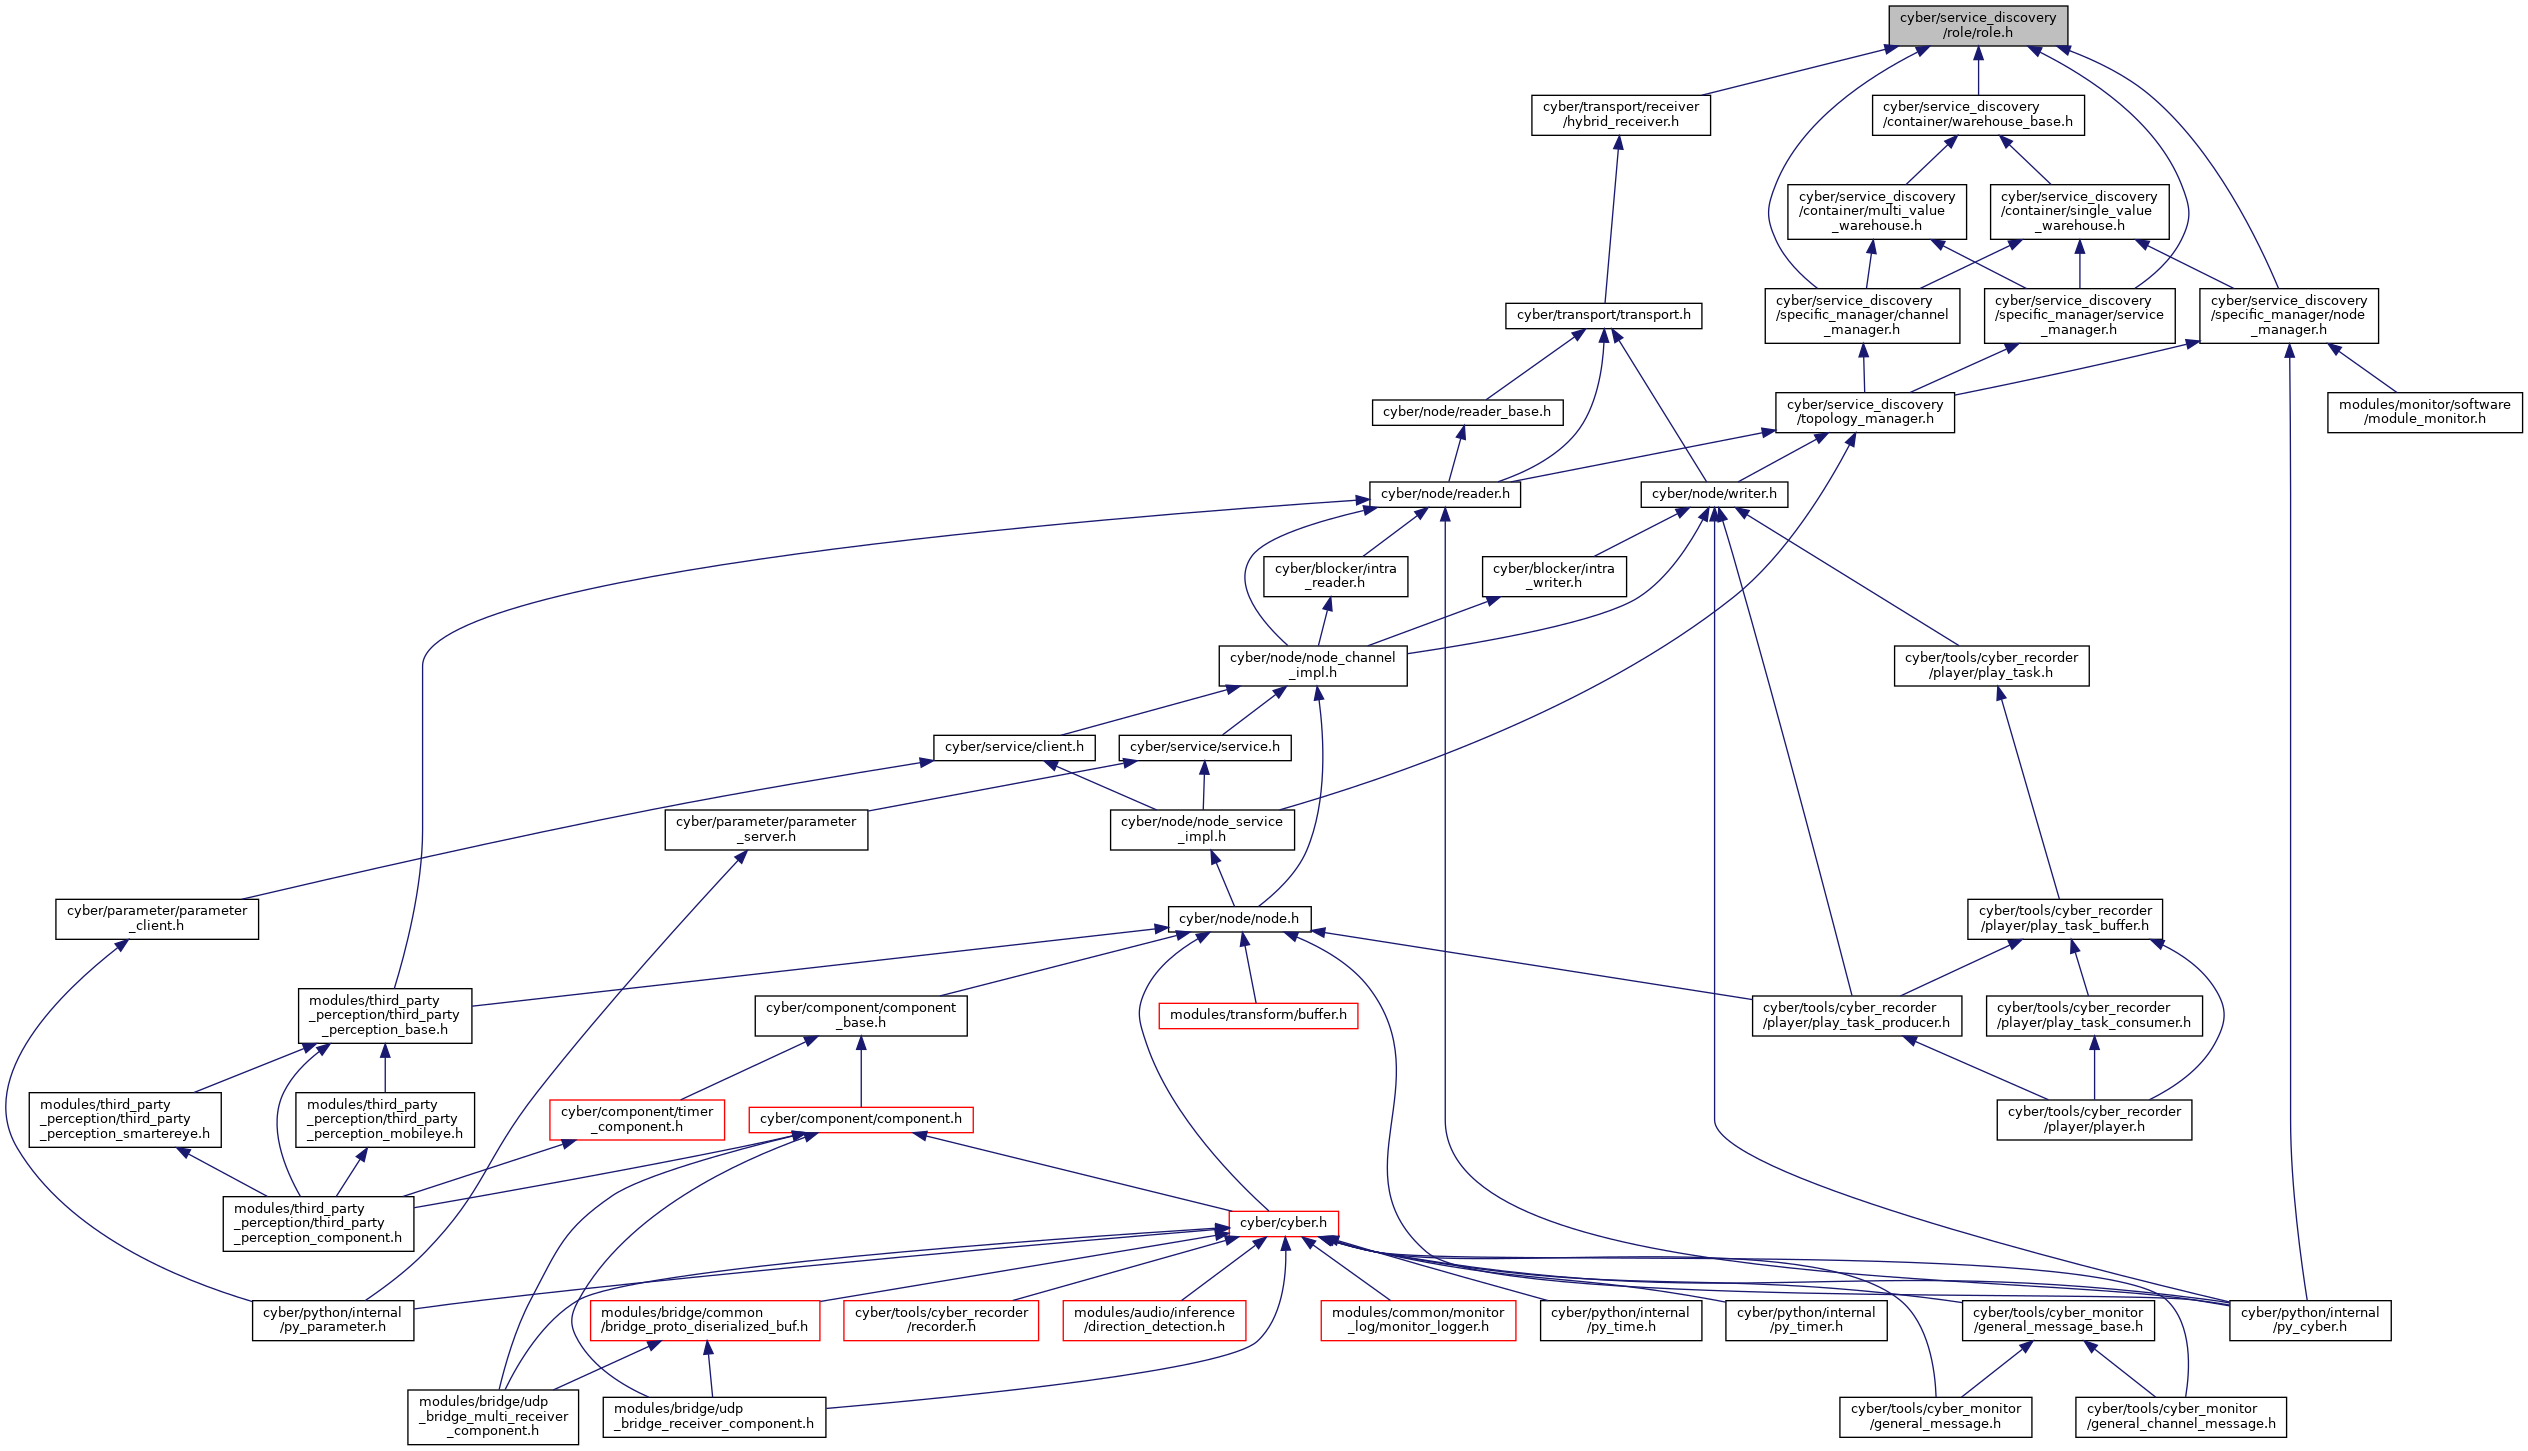 cyber/service_discovery
/role/role.h
cyber/transport/receiver
/hybrid_receiver.h
cyber/service_discovery
/container/warehouse_base.h
cyber/service_discovery
/container/multi_value
_warehouse.h
cyber/service_discovery
/container/single_value
_warehouse.h
cyber/transport/transport.h
cyber/service_discovery
/specific_manager/channel
_manager.h
cyber/service_discovery
/specific_manager/service
_manager.h
cyber/service_discovery
/specific_manager/node
_manager.h
cyber/node/reader_base.h
cyber/service_discovery
/topology_manager.h
modules/monitor/software
/module_monitor.h
cyber/node/reader.h
cyber/node/writer.h
cyber/blocker/intra
_reader.h
cyber/blocker/intra
_writer.h
cyber/node/node_channel
_impl.h
cyber/tools/cyber_recorder
/player/play_task.h
cyber/service/client.h
cyber/service/service.h
cyber/parameter/parameter
_server.h
cyber/node/node_service
_impl.h
cyber/parameter/parameter
_client.h
cyber/node/node.h
cyber/tools/cyber_recorder
/player/play_task_buffer.h
modules/third_party
_perception/third_party
_perception_base.h
cyber/component/component
_base.h
modules/transform/buffer.h
cyber/tools/cyber_recorder
/player/play_task_producer.h
cyber/tools/cyber_recorder
/player/play_task_consumer.h
modules/third_party
_perception/third_party
_perception_smartereye.h
modules/third_party
_perception/third_party
_perception_mobileye.h
cyber/component/timer
_component.h
cyber/component/component.h
cyber/tools/cyber_recorder
/player/player.h
modules/third_party
_perception/third_party
_perception_component.h
cyber/cyber.h
cyber/python/internal
/py_parameter.h
modules/bridge/common
/bridge_proto_diserialized_buf.h
cyber/tools/cyber_recorder
/recorder.h
modules/audio/inference
/direction_detection.h
modules/common/monitor
_log/monitor_logger.h
cyber/python/internal
/py_time.h
cyber/python/internal
/py_timer.h
cyber/tools/cyber_monitor
/general_message_base.h
cyber/python/internal
/py_cyber.h
modules/bridge/udp
_bridge_multi_receiver
_component.h
modules/bridge/udp
_bridge_receiver_component.h
cyber/tools/cyber_monitor
/general_message.h
cyber/tools/cyber_monitor
/general_channel_message.h